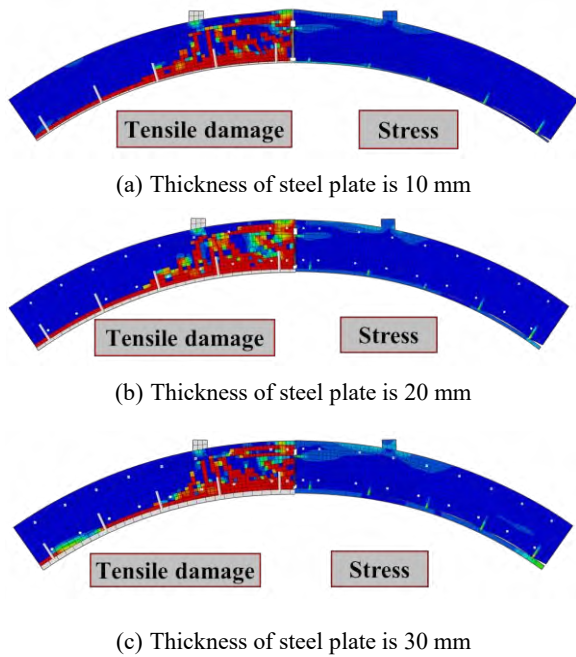 Tensile damage
Stress
(a) Thickness of steel plate is 10 mm
Tensile damage
Stress
(b) Thickness of steel plate is 20 mm
Tensile damage
Stress
(c) Thickness of steel plate is 30 mm